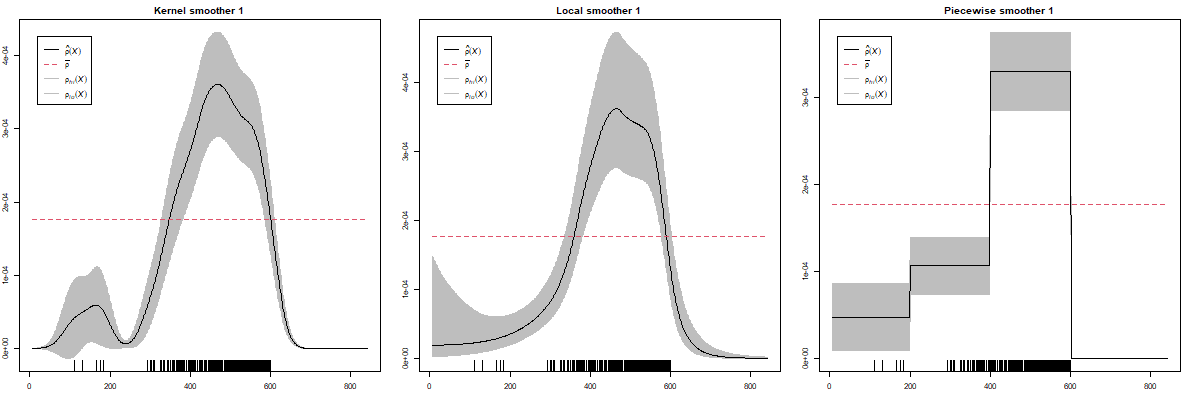 Kernel smoother 1
ρ̂(X)
ρ̅
ρhi(X)
ρlo(X)
0e+00 1e-04 2e-04 3e-04 4e-04
0 200 400 600 800
Local smoother 1
ρ̂(X)
ρ̅
ρhi(X)
ρlo(X)
0e+00 1e-04 2e-04 3e-04 4e-04
0 200 400 600 800
Piecewise smoother 1
ρ̂(X)
ρ̅
ρhi(X)
ρlo(X)
0e+00 1e-04 2e-04 3e-04
0 200 400 600 800